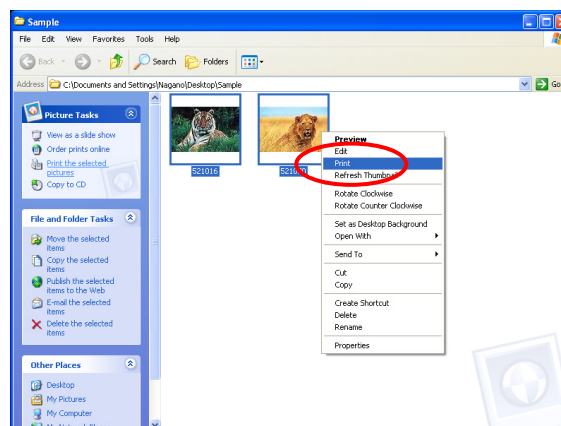 Sample
File Edit View Favorites Tools Help
Back Search Folders
Address C:\Documents and Settings\Nagano\Desktop\Sample Go
Picture Tasks
View as a slide show
Order prints online
Print the selected
pictures
Copy to CD
File and Folder Tasks
Move the selected
items
Copy the selected
items
Publish the selected
items to the Web
E-mail the selected
items
Delete the selected
items
Other Places
Desktop
My Pictures
My Computer
521016
Preview
Edit
Print
Refresh Thumbnail
Rotate Clockwise
Rotate Counter Clockwise
Set as Desktop Background
Open With
Send To
Cut
Copy
Create Shortcut
Delete
Rename
Properties